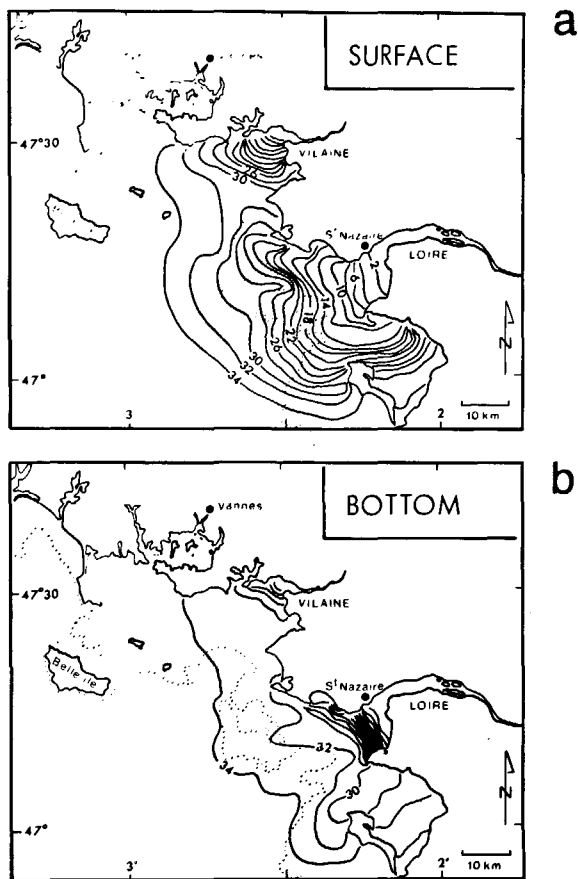 a
SURFACE
47°30
VILAINE
30
St Nazaire
LOIRE
2
6
10
14
18
22
26
30
32
34
47°
N
10 km
3
2
b
BOTTOM
Vannes
47°30
VILAINE
Belle ile
St Nazaire
LOIRE
32
34
30
47°
N
10 km
3'
2'